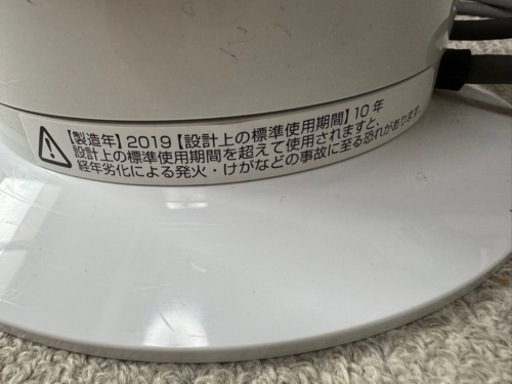 【製造年】2019【設計上の標準使用期間】10年
設計上の標準使用期間を超えて使用されますと、
経年劣化による発火・けがなどの事故に至る恐れがあります。